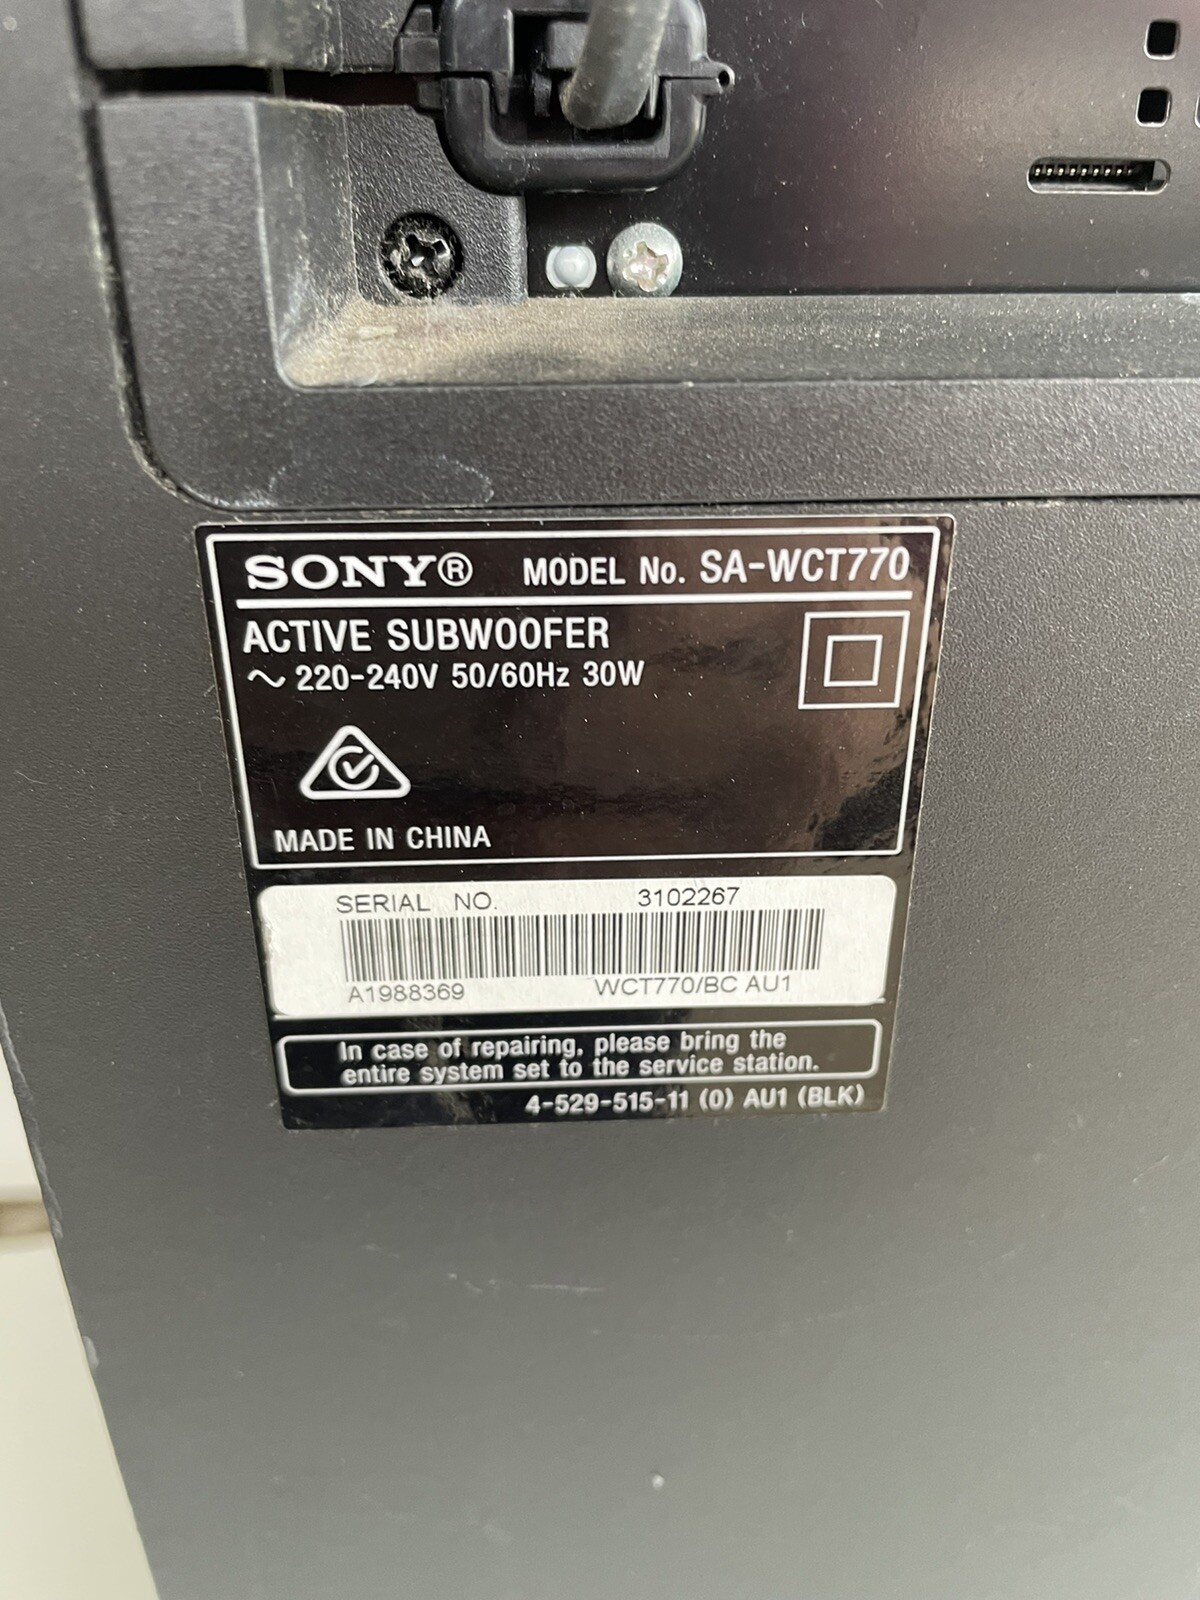 SONY® MODEL No. SA-WCT770
ACTIVE SUBWOOFER
~ 220-240V 50/60Hz 30W
MADE IN CHINA
SERIAL NO. 3102267
A1988369 WCT770/BC AU1
In case of repairing, please bring the
entire system set to the service station.
4-529-515-11 (0) AU1 (BLK)